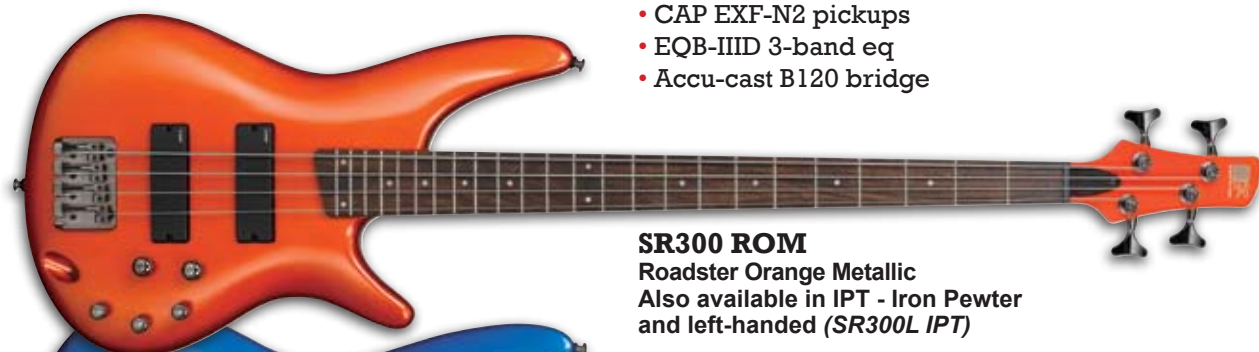 • CAP EXF-N2 pickups
• EQB-IIID 3-band eq
• Accu-cast B120 bridge
SR300 ROM
Roadster Orange Metallic
Also available in IPT - Iron Pewter
and left-handed (SR300L IPT)